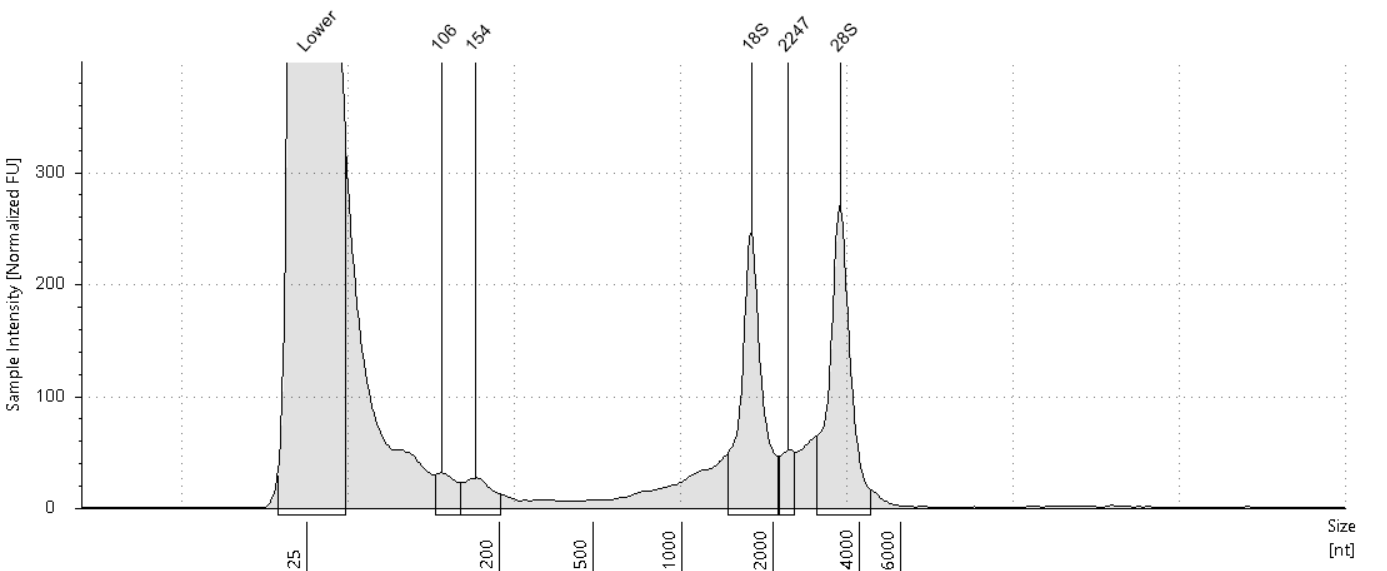 Lower 106 154 18S 2247 28S
Sample Intensity [Normalized FU]
300
200
100
0
25 200 500 1000 2000 4000 6000
Size
[nt]